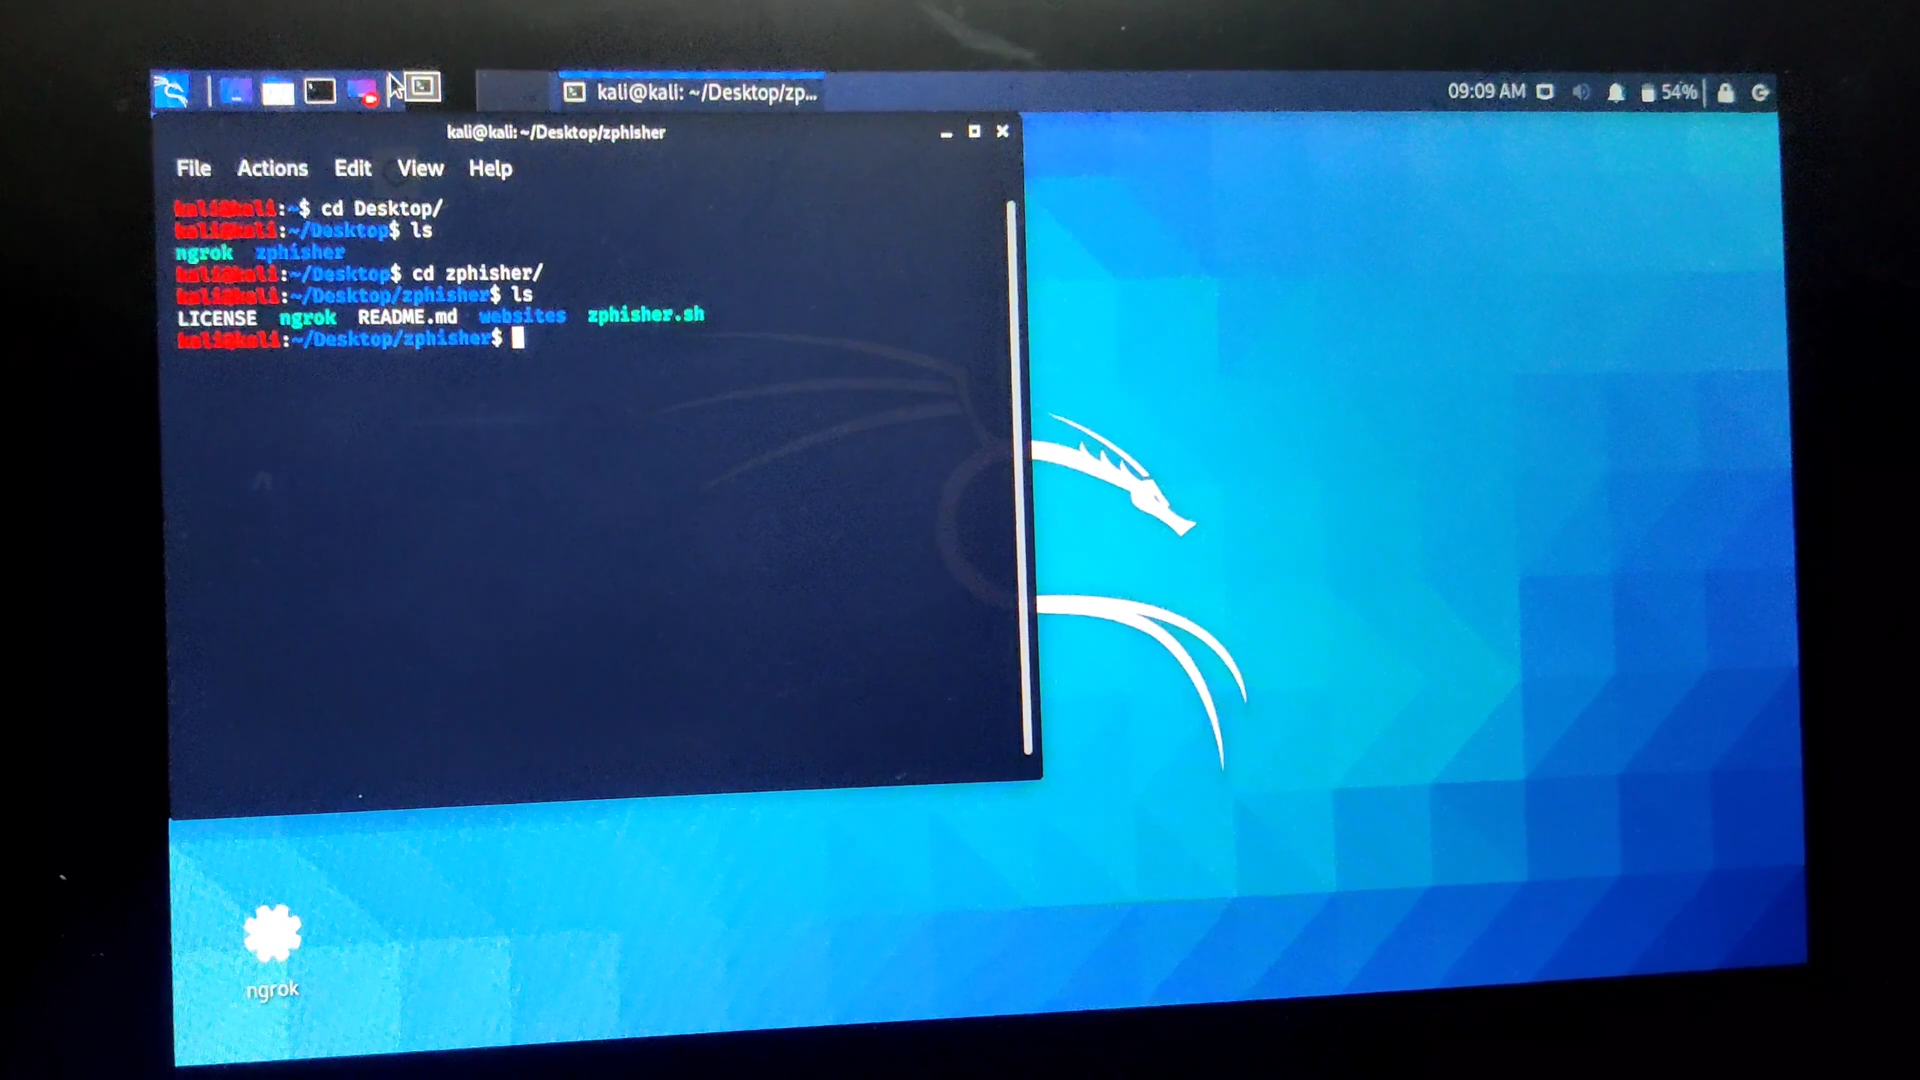 kali@kali: ~/Desktop/zp...
09:09 AM
54%
kali@kali:~/Desktop/zphisher
File Actions Edit View Help
kali@kali:~$ cd Desktop/
kali@kali:~/Desktop$ ls
ngrok zphisher
kali@kali:~/Desktop$ cd zphisher/
kali@kali:~/Desktop/zphisher$ ls
LICENSE ngrok README.md websites zphisher.sh
kali@kali:~/Desktop/zphisher$
ngrok